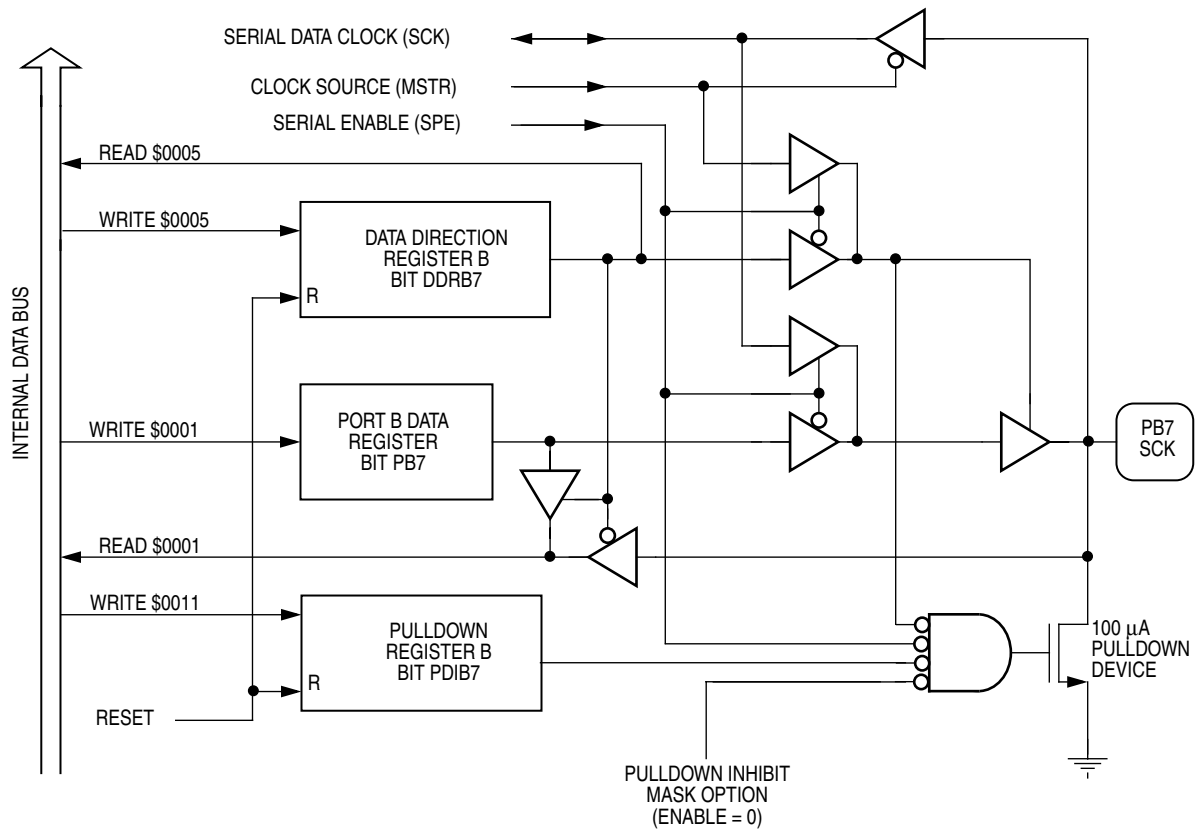 SERIAL DATA CLOCK (SCK)
CLOCK SOURCE (MSTR)
SERIAL ENABLE (SPE)
READ $0005
WRITE $0005
DATA DIRECTION
REGISTER B
BIT DDRB7
R
INTERNAL DATA BUS
WRITE $0001
PORT B DATA
REGISTER
BIT PB7
PB7
SCK
READ $0001
WRITE $0011
PULLDOWN
REGISTER B
BIT PDIB7
R
100 µA
PULLDOWN
DEVICE
RESET
PULLDOWN INHIBIT
MASK OPTION
(ENABLE = 0)